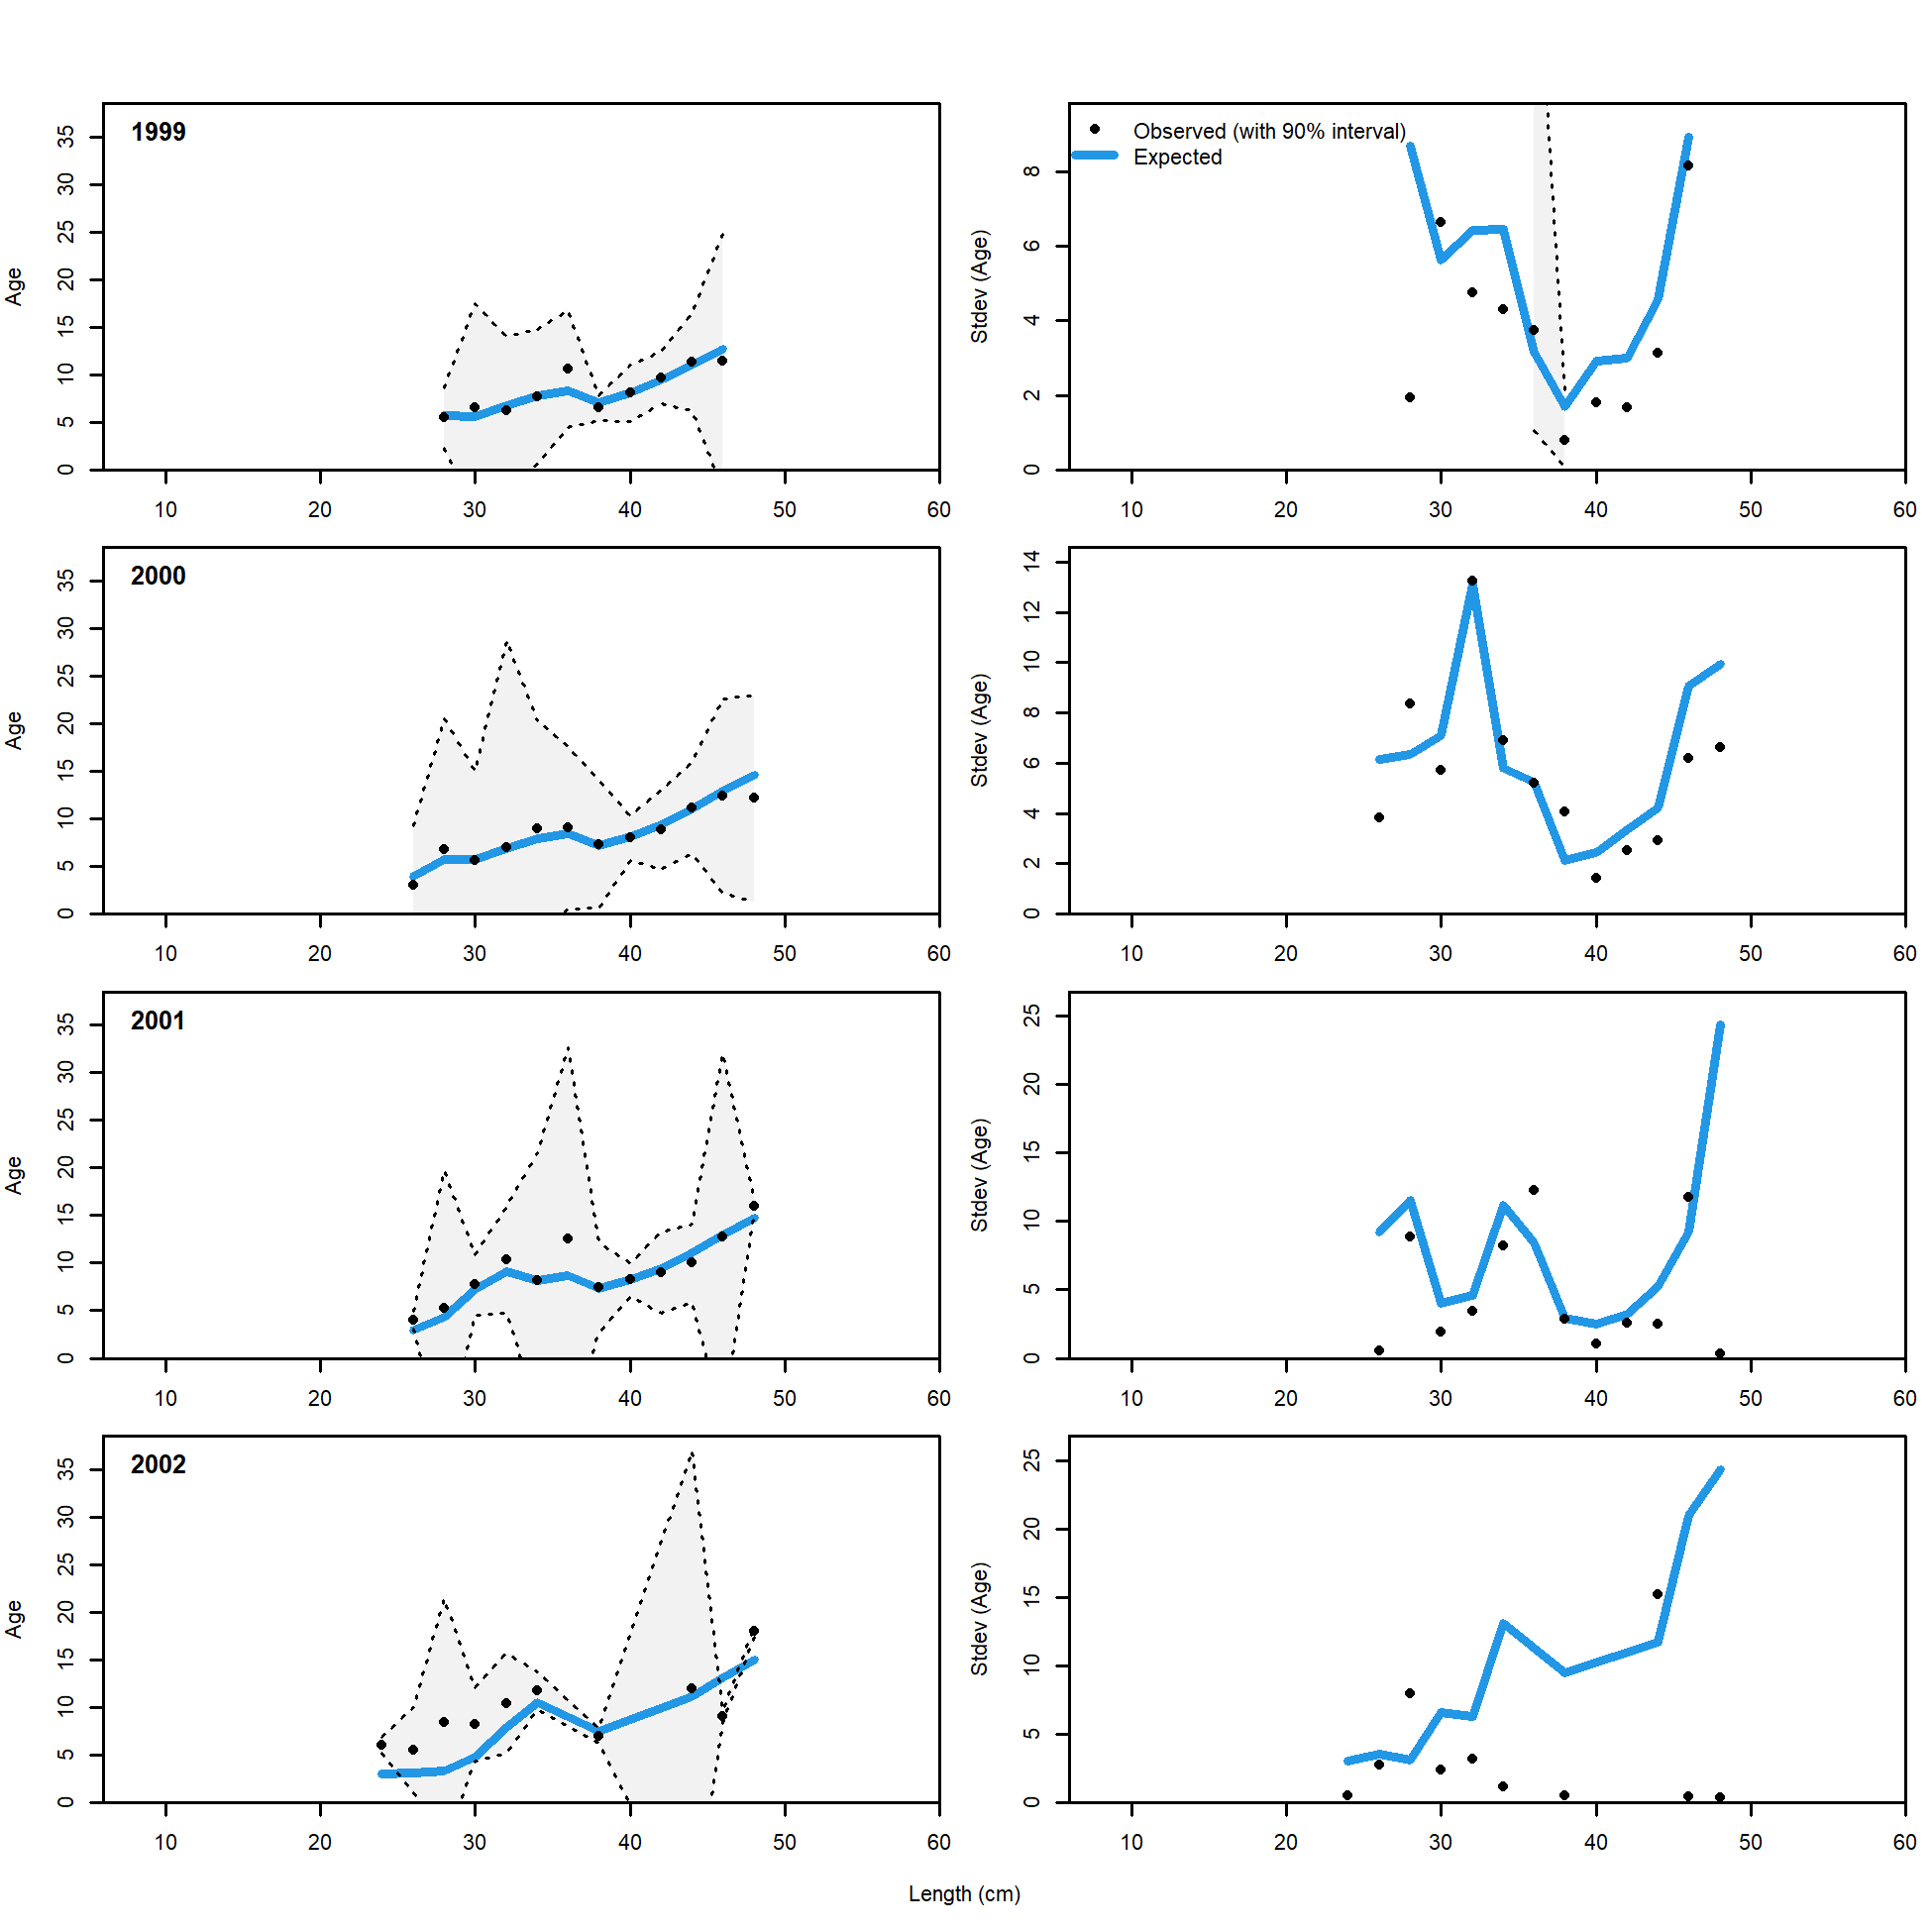 1999
Age
0 5 10 15 20 25 30 35
10 20 30 40 50 60
Observed (with 90% interval)
Expected
Stdev (Age)
0 2 4 6 8
10 20 30 40 50 60
2000
Age
0 5 10 15 20 25 30 35
10 20 30 40 50 60
Stdev (Age)
0 2 4 6 8 10 12 14
10 20 30 40 50 60
2001
Age
0 5 10 15 20 25 30 35
10 20 30 40 50 60
Stdev (Age)
0 5 10 15 20 25
10 20 30 40 50 60
2002
Age
0 5 10 15 20 25 30 35
10 20 30 40 50 60
Stdev (Age)
0 5 10 15 20 25
10 20 30 40 50 60
Length (cm)